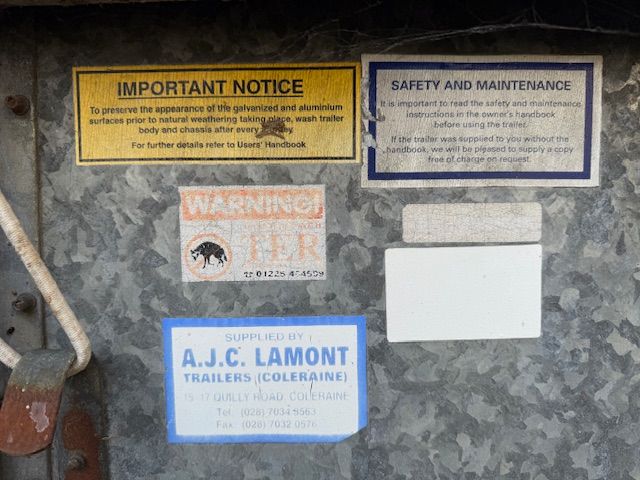 IMPORTANT NOTICE
To preserve the appearance of the galvanized and aluminium
surfaces prior to natural weathering taking place, wash trailer
body and chassis after every
For further details refer to Users' Handbook
SAFETY AND MAINTENANCE
It is important to read the safety and maintenance
instructions in the owner's handbook
before using the trailer.
If the trailer was supplied to you without the
handbook, we will be pleased to supply a copy
free of charge on request.
WARNING!
TER
SUPPLIED BY
A.J.C. LAMONT
TRAILERS (COLERAINE)
15-17 QUILLY ROAD, COLERAINE
Tel: (028) 7034
Fax: (028) 7032 0576